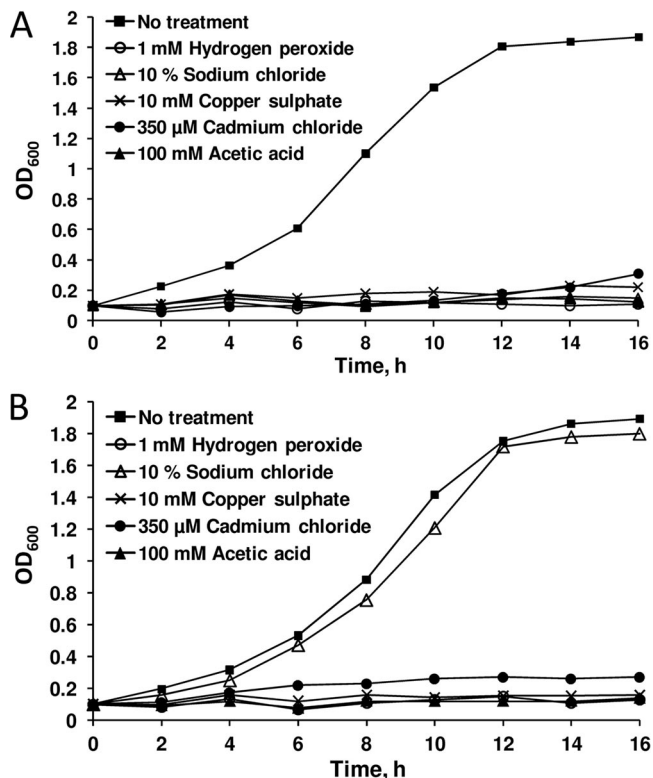 A
2
1.8
1.6
1.4
1.2
1
0.8
0.6
0.4
0.2
0
OD600
No treatment
1 mM Hydrogen peroxide
10 % Sodium chloride
10 mM Copper sulphate
350 µM Cadmium chloride
100 mM Acetic acid
0 2 4 6 8 10 12 14 16
Time, h
B
2
1.8
1.6
1.4
1.2
1
0.8
0.6
0.4
0.2
0
OD600
No treatment
1 mM Hydrogen peroxide
10 % Sodium chloride
10 mM Copper sulphate
350 µM Cadmium chloride
100 mM Acetic acid
0 2 4 6 8 10 12 14 16
Time, h